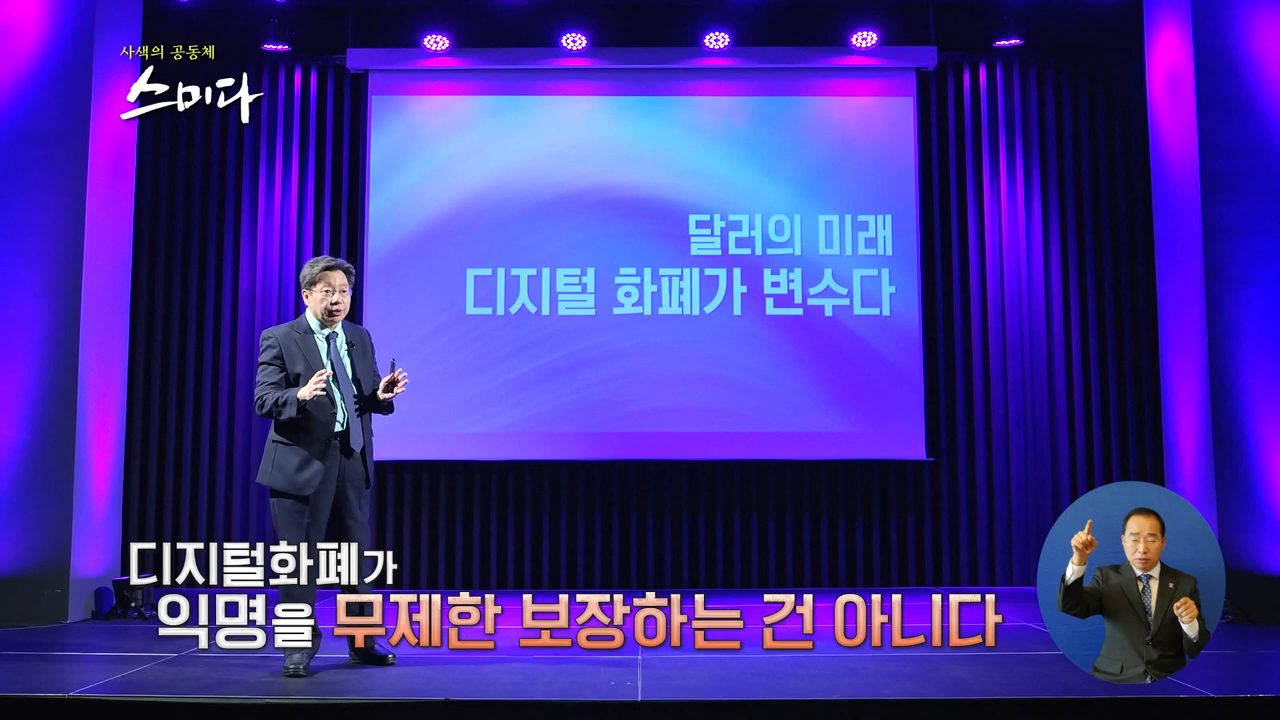 사색의 공동체
스미다
달러의 미래
디지털 화폐가 변수다
디지털화폐가
익명을 무제한 보장하는 건 아니다